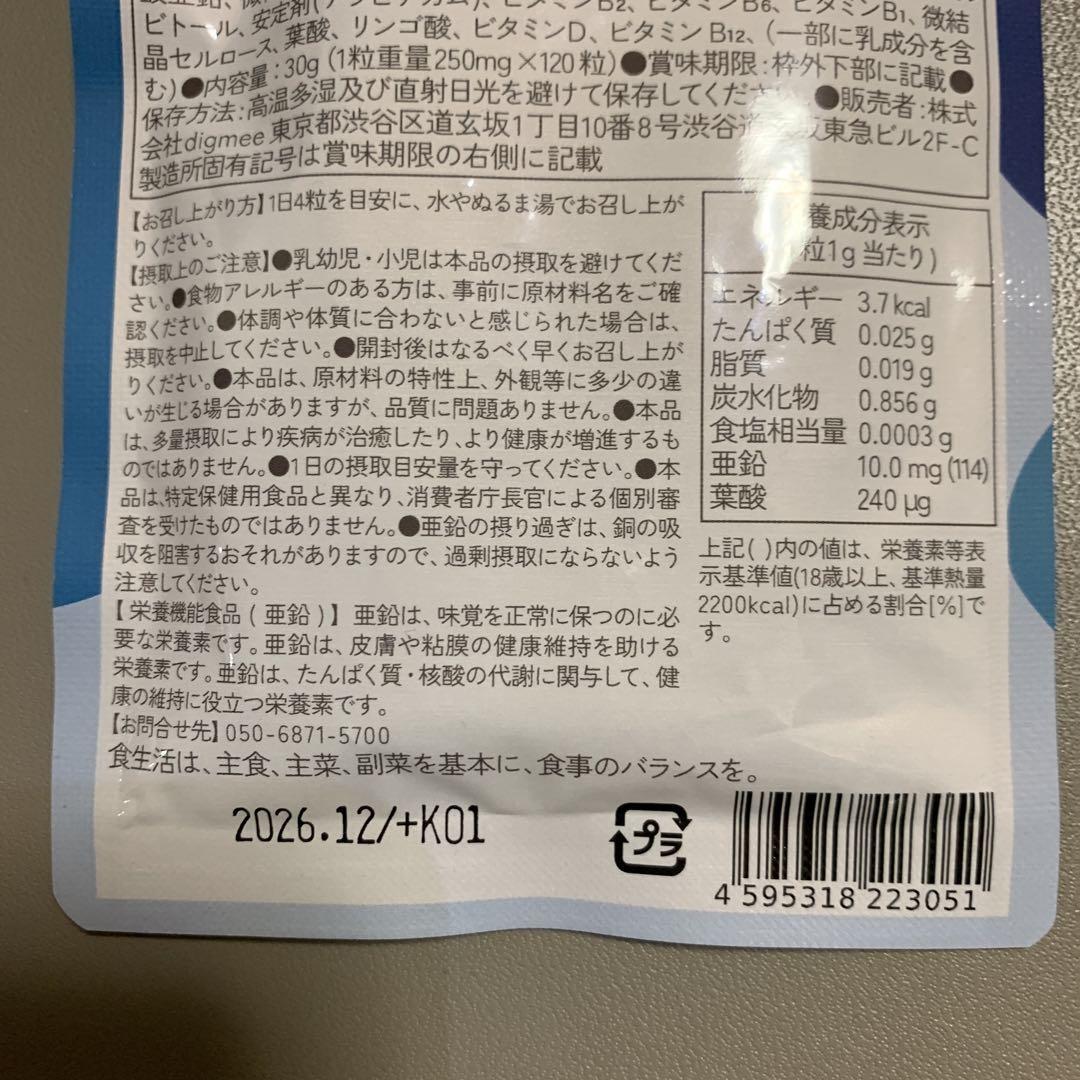 ビタミンB₂、ビタミンB₆、ビタミンB₁、微結
ビトール、安定剤(アラビアガム)、
晶セルロース、葉酸、リンゴ酸、ビタミンD、ビタミンB₁₂、(一部に乳成分を含
む)●内容量:30g(1粒重量250mg×120粒)●賞味期限:枠外下部に記載●
保存方法:高温多湿及び直射日光を避けて保存してくださ ●販売者:株式
会社digmee東京都渋谷区道玄坂1丁目10番8号渋谷道 坂東急ビル2F-C
製造所固有記号は賞味期限の右側に記載
【お召し上がり方】1日4粒を目安に、水やぬるま湯でお召し上が
りください。
【摂取上のご注意】●乳幼児・小児は本品の摂取を避けてくだ
さい。●食物アレルギーのある方は、事前に原材料名をご確
認ください。●体調や体質に合わないと感じられた場合は、
摂取を中止してください。●開封後はなるべく早くお召し上が
りください。●本品は、原材料の特性上、外観等に多少の違
いが生じる場合がありますが、品質に問題ありません。●本品
は、多量摂取により疾病が治癒したり、より健康が増進するも
のではありません。●1日の摂取目安量を守ってください。●本
品は、特定保健用食品と異なり、消費者庁長官による個別審
査を受けたものではありません。●亜鉛の摂り過ぎは、銅の吸
収を阻害するおそれがありますので、過剰摂取にならないよう
注意してください。
【栄養機能食品(亜鉛)】亜鉛は、味覚を正常に保つのに必
要な栄養素です。亜鉛は、皮膚や粘膜の健康維持を助ける
栄養素です。亜鉛は、たんぱく質・核酸の代謝に関与して、健
康の維持に役立つ栄養素です。
【お問合せ先】050-6871-5700
食生活は、主食、主菜、副菜を基本に、食事のバランスを。
養成分表示
粒1g当たり)
エネルギー 3.7kcal
たんぱく質 0.025g
脂質 0.019g
炭水化物 0.856g
食塩相当量 0.0003g
亜鉛 10.0mg(114)
葉酸 240μg
上記( )内の値は、栄養素等表
示基準値(18歳以上、基準熱量
2200kcal)に占める割合[%]で
す。
2026.12/+K01
プラ
4 595318 223051